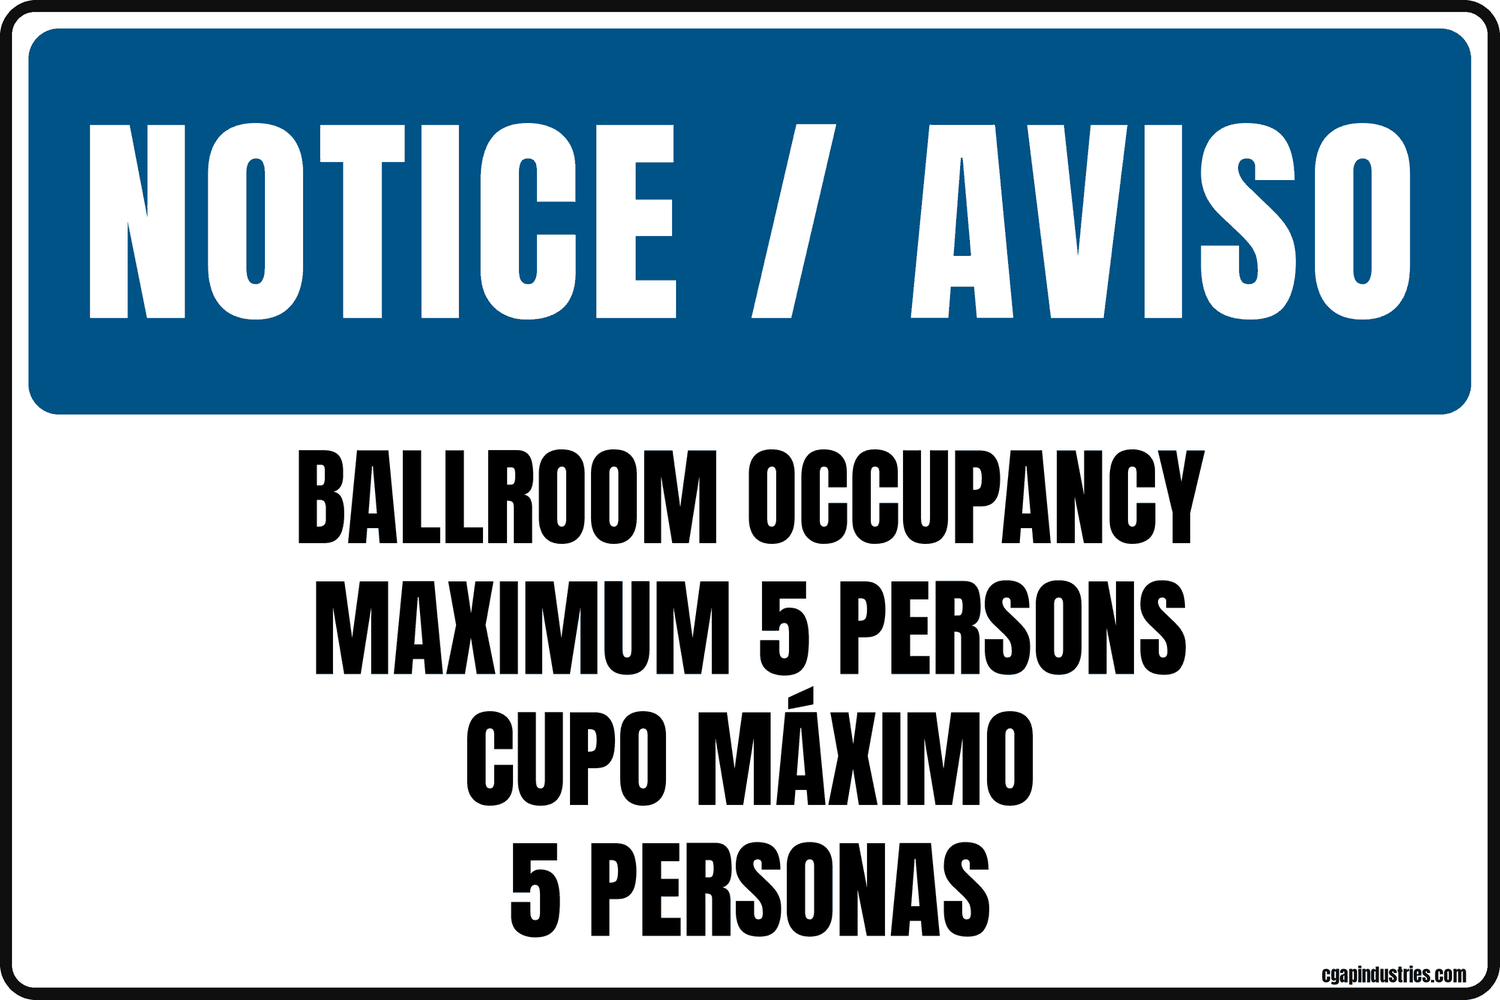 NOTICE / AVISO
BALLROOM OCCUPANCY
MAXIMUM 5 PERSONS
CUPO MÁXIMO
5 PERSONAS
cgapindustries.com